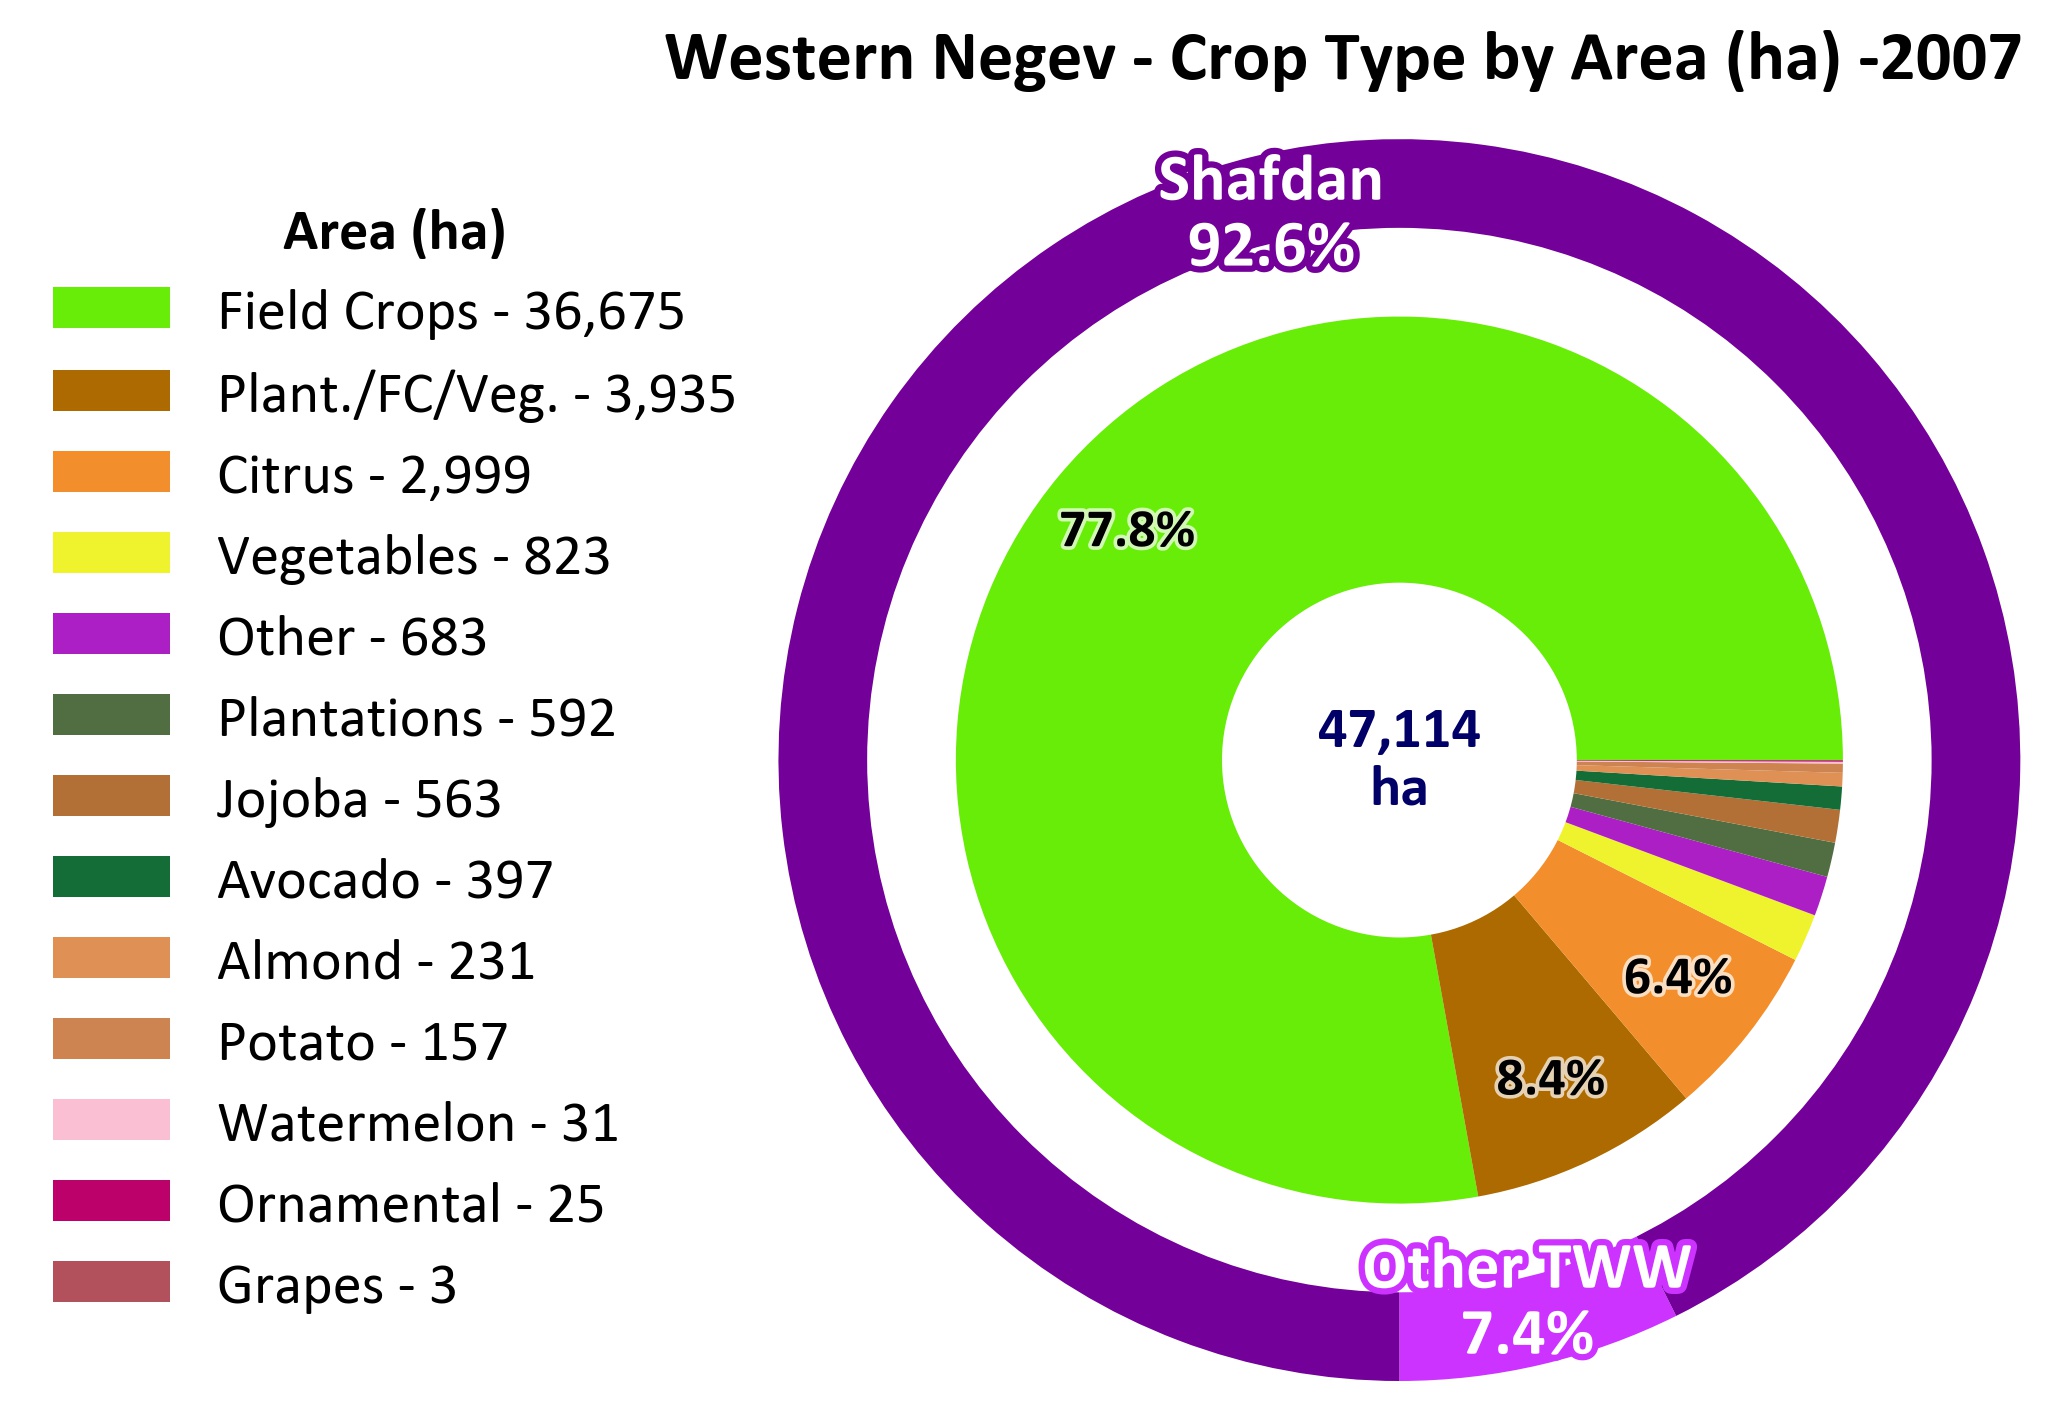 Western Negev - Crop Type by Area (ha) -2007
Area (ha)
Field Crops - 36,675
Plant./FC/Veg. - 3,935
Citrus - 2,999
Vegetables - 823
Other - 683
Plantations - 592
Jojoba - 563
Avocado - 397
Almond - 231
Potato - 157
Watermelon - 31
Ornamental - 25
Grapes - 3
Shafdan
92.6%
77.8%
47,114
ha
6.4%
8.4%
Other TWW
7.4%